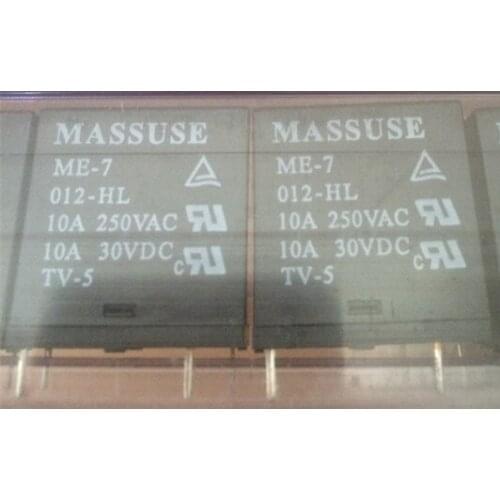 MASSUSE
ME-7
012-HL
10A 250VAC
10A 30VDC
TV-5
MASSUSE
ME-7
012-HL
10A 250VAC
10A 30VDC
TV-5